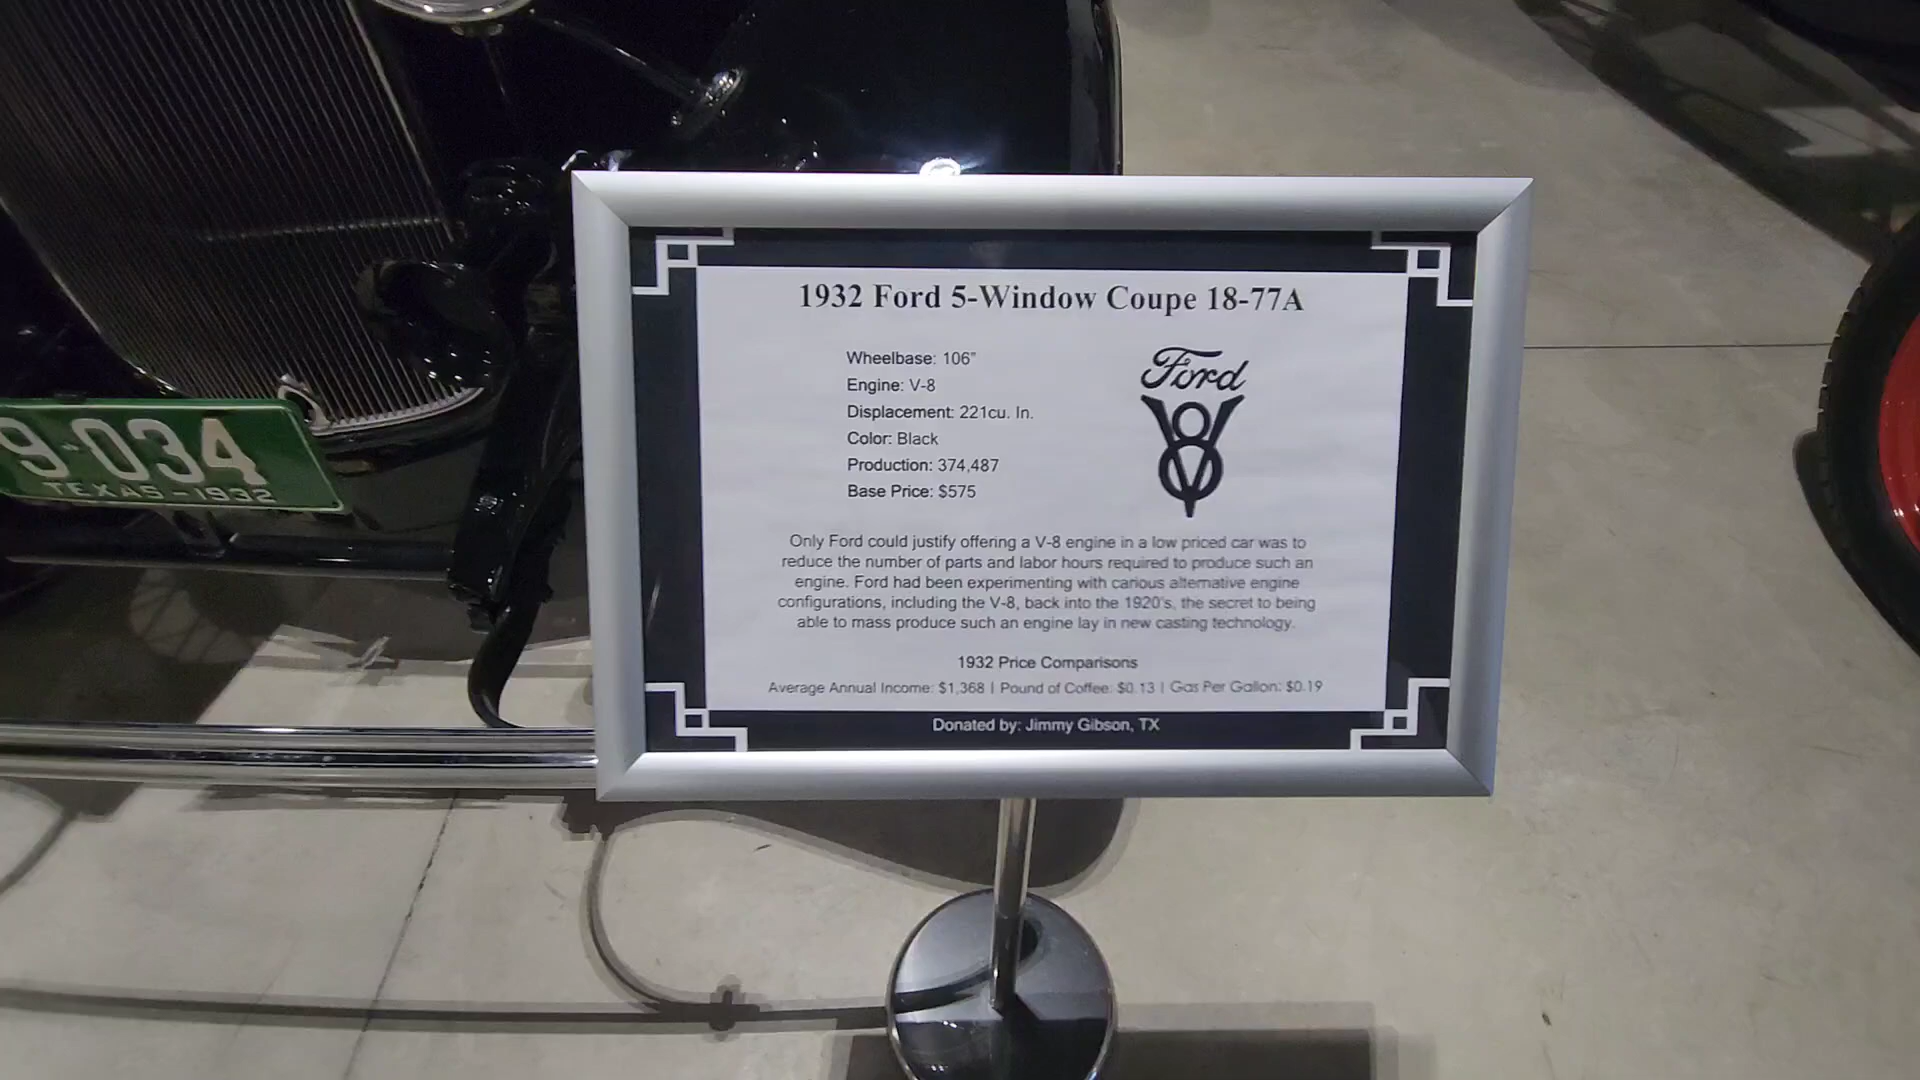 1932 Ford 5-Window Coupe 18-77A
Wheelbase: 106"
Engine: V-8
Displacement: 221cu. In.
Color: Black
Production: 374,487
Base Price: $575
Ford
V8
Only Ford could justify offering a V-8 engine in a low priced car was to
reduce the number of parts and labor hours required to produce such an
engine. Ford had been experimenting with carious alternative engine
configurations, including the V-8, back into the 1920's, the secret to being
able to mass produce such an engine lay in new casting technology.
1932 Price Comparisons
Average Annual Income: $1,368 | Pound of Coffee: $0.13 | Gas Per Gallon: $0.19
Donated by: Jimmy Gibson, TX
9-034
TEXAS-1932